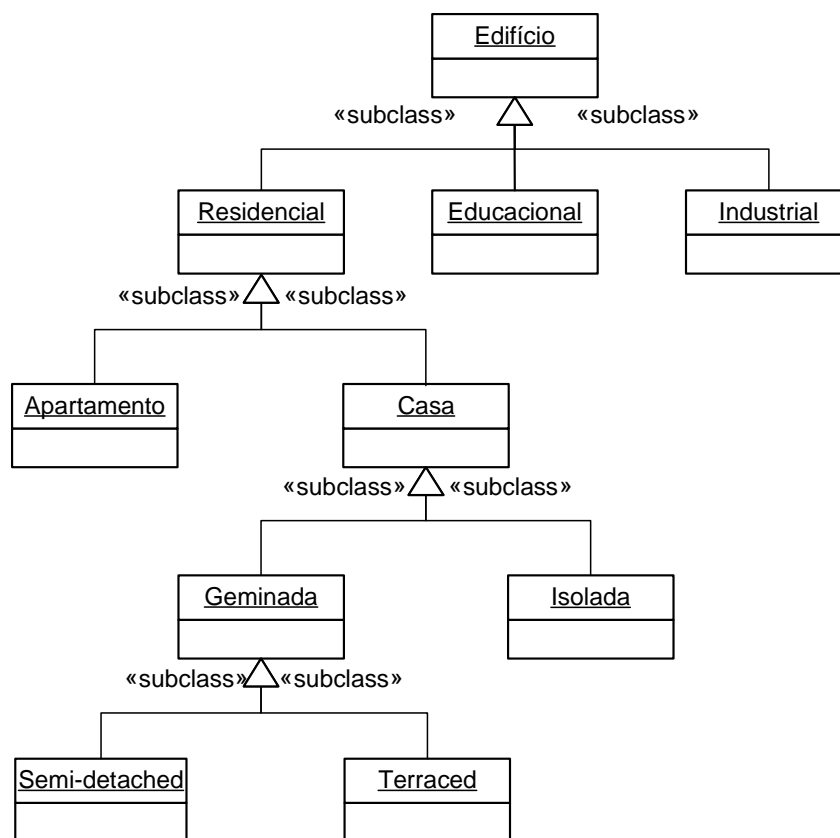 Edifício
«subclass» «subclass»
Residencial Educacional Industrial
«subclass» «subclass»
Apartamento Casa
«subclass» «subclass»
Geminada Isolada
«subclass» «subclass»
Semi-detached Terraced